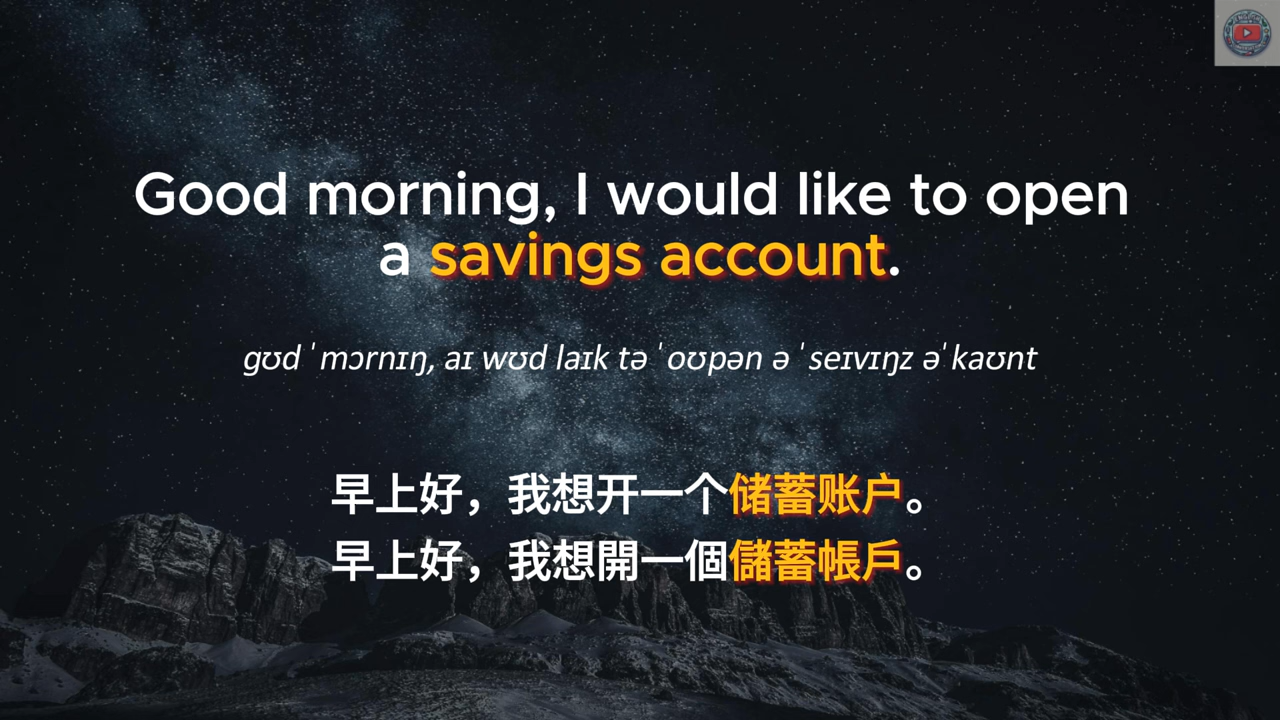 Good morning, I would like to open
a savings account.
gʊd ˈmɔrnɪŋ, aɪ wʊd laɪk tə ˈoʊpən ə ˈseɪvɪŋz əˈkaʊnt
早上好，我想开一个储蓄账户。
早上好，我想開一個儲蓄帳戶。